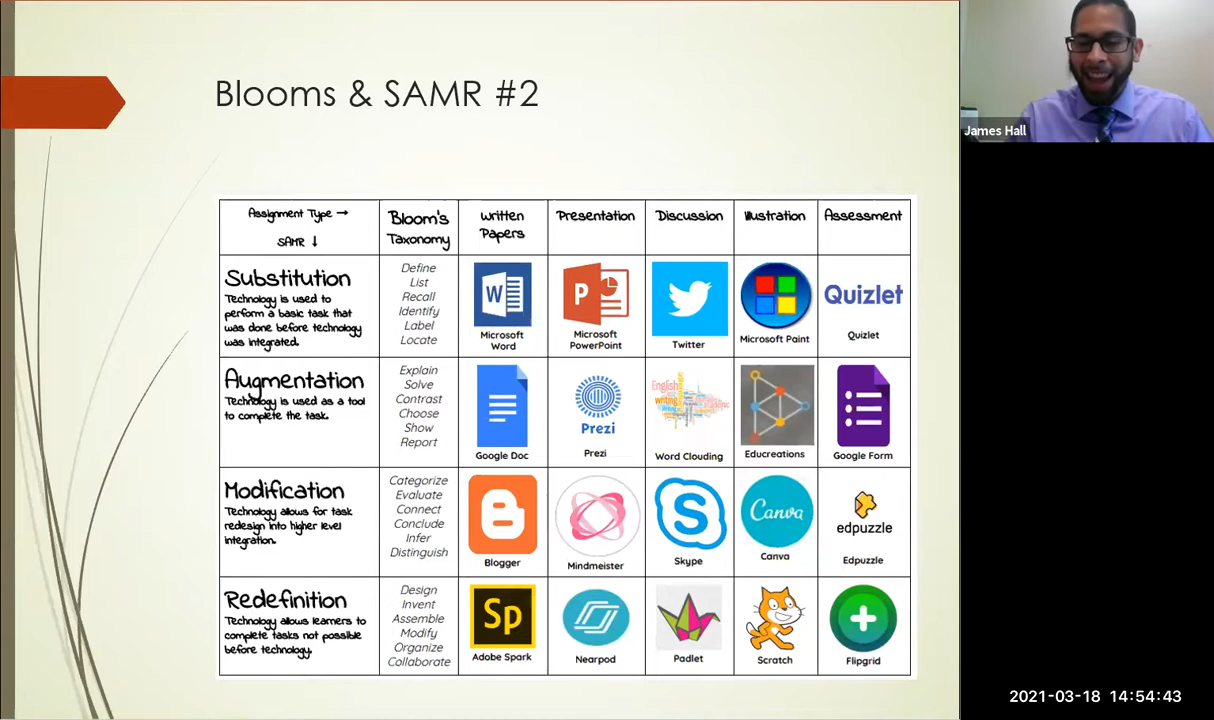 Blooms & SAMR #2
James Hall
Assignment Type →
SAMR ↓
Bloom's
Taxonomy
Written
Papers
Presentation
Discussion
Illustration
Assessment
Substitution
Technology is used to
perform a basic task that
was done before technology
was integrated.
Define
List
Recall
Identify
Label
Locate
W
Microsoft
Word
P
Microsoft
PowerPoint
Twitter
Microsoft Paint
Quizlet
Quizlet
Augmentation
Technology is used as a tool
to complete the task.
Explain
Solve
Contrast
Choose
Show
Report
Google Doc
Prezi
Prezi
English
writing
Word Clouding
Educreations
Google Form
Modification
Technology allows for task
redesign into higher level
integration.
Categorize
Evaluate
Connect
Conclude
Infer
Distinguish
B
Blogger
Mindmeister
S
Skype
Canva
Canva
edpuzzle
Edpuzzle
Redefinition
Technology allows learners to
complete tasks not possible
before technology.
Design
Invent
Assemble
Modify
Organize
Collaborate
Sp
Adobe Spark
Nearpod
Padlet
Scratch
Flipgrid
2021-03-18 14:54:43